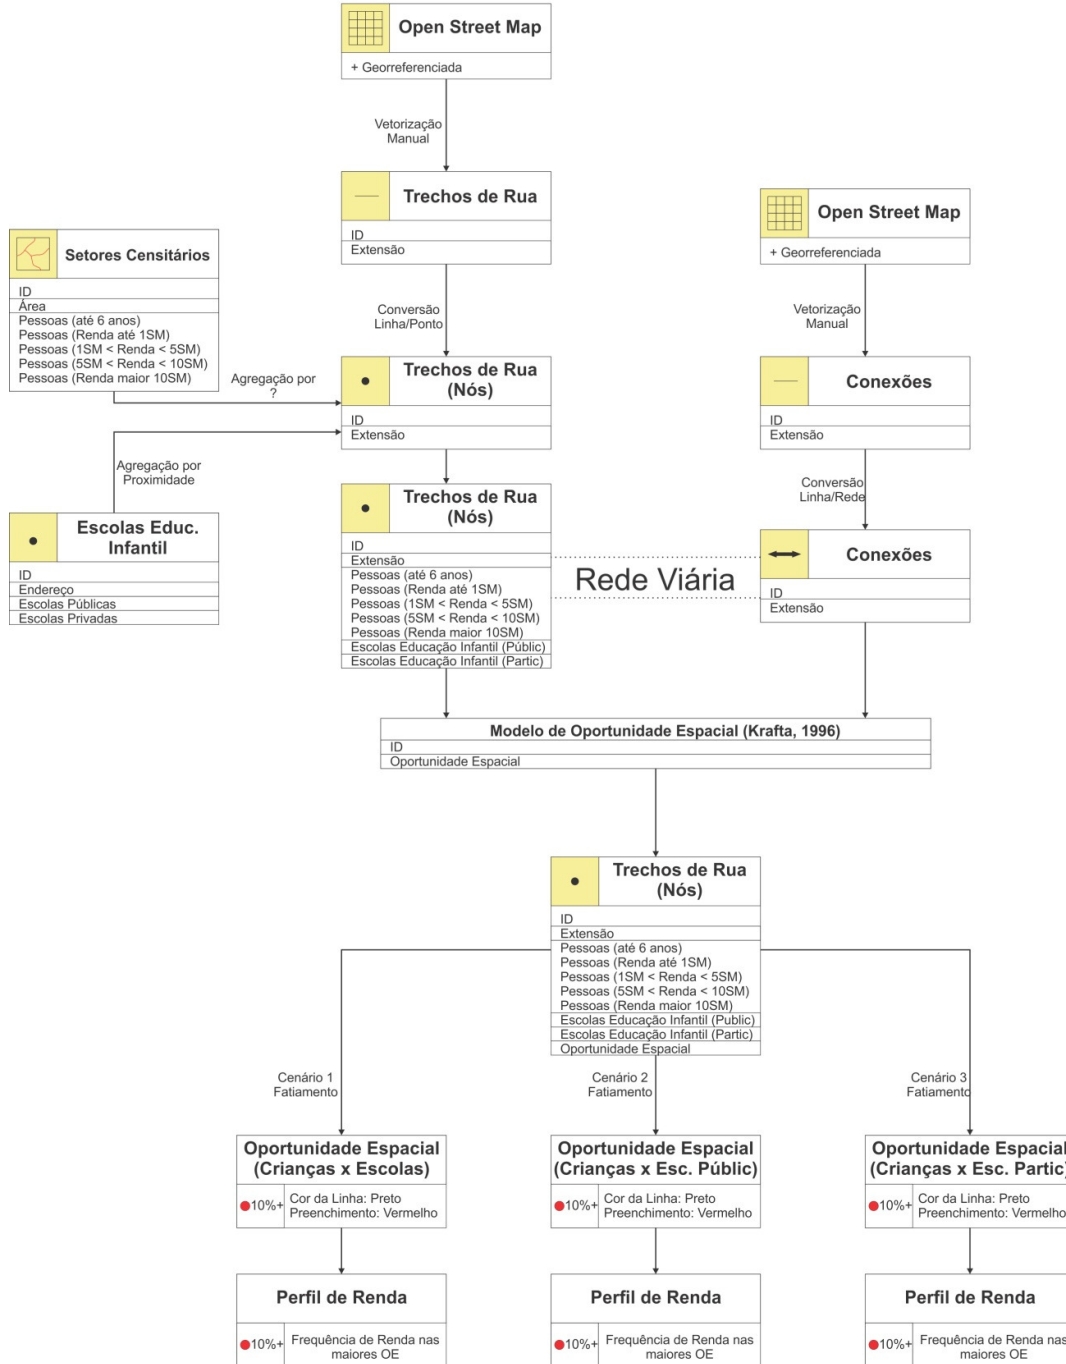 Open Street Map
+ Georreferenciada
Vetorização
Manual
Trechos de Rua
ID
Extensão
Open Street Map
+ Georreferenciada
Setores Censitários
ID
Área
Pessoas (até 6 anos)
Pessoas (Renda até 1SM)
Pessoas (1SM < Renda < 5SM)
Pessoas (5SM < Renda < 10SM)
Pessoas (Renda maior 10SM)
Conversão
Linha/Ponto
Vetorização
Manual
Agregação por
?
Trechos de Rua
(Nós)
ID
Extensão
Conexões
ID
Extensão
Agregação por
Proximidade
Conversão
Linha/Rede
Escolas Educ.
Infantil
ID
Endereço
Escolas Públicas
Escolas Privadas
Trechos de Rua
(Nós)
ID
Extensão
Pessoas (até 6 anos)
Pessoas (Renda até 1SM)
Pessoas (1SM < Renda < 5SM)
Pessoas (5SM < Renda < 10SM)
Pessoas (Renda maior 10SM)
Escolas Educação Infantil (Públic)
Escolas Educação Infantil (Partic)
Rede Viária
Conexões
ID
Extensão
Modelo de Oportunidade Espacial (Krafta, 1996)
ID
Oportunidade Espacial
Trechos de Rua
(Nós)
ID
Extensão
Pessoas (até 6 anos)
Pessoas (Renda até 1SM)
Pessoas (1SM < Renda < 5SM)
Pessoas (5SM < Renda < 10SM)
Pessoas (Renda maior 10SM)
Escolas Educação Infantil (Public)
Escolas Educação Infantil (Partic)
Oportunidade Espacial
Cenário 1
Fatiamento
Cenário 2
Fatiamento
Cenário 3
Fatiamento
Oportunidade Espacial
(Crianças x Escolas)
10%+
Cor da Linha: Preto
Preenchimento: Vermelho
Oportunidade Espacial
(Crianças x Esc. Públic)
10%+
Cor da Linha: Preto
Preenchimento: Vermelho
Oportunidade Espacial
(Crianças x Esc. Partic)
10%+
Cor da Linha: Preto
Preenchimento: Vermelho
Perfil de Renda
10%+
Frequência de Renda nas
maiores OE
Perfil de Renda
10%+
Frequência de Renda nas
maiores OE
Perfil de Renda
10%+
Frequência de Renda nas
maiores OE